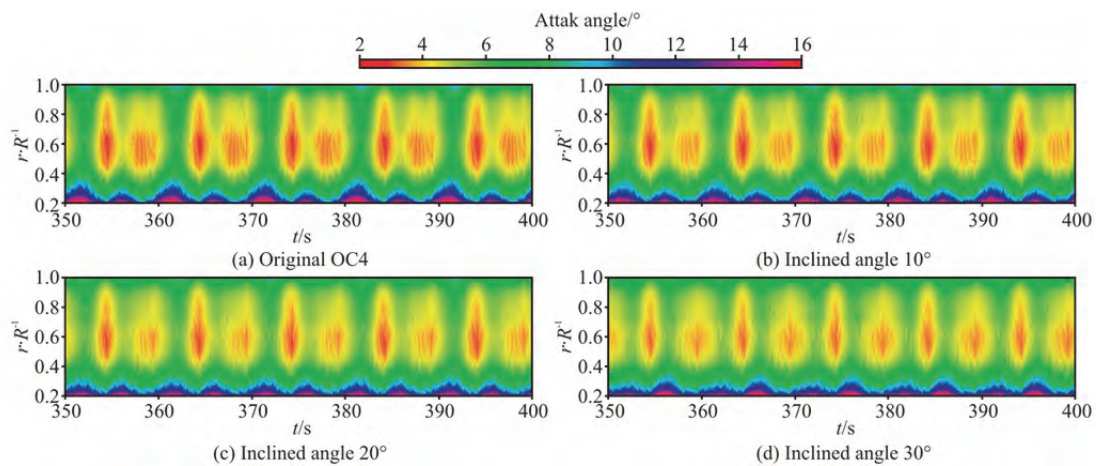 Attak angle/°
2 4 6 8 10 12 14 16
1.0 0.8 0.6 0.4 0.2
r·R⁻¹
350 360 370 380 390 400
t/s
(a) Original OC4
1.0 0.8 0.6 0.4 0.2
r·R⁻¹
350 360 370 380 390 400
t/s
(b) Inclined angle 10°
1.0 0.8 0.6 0.4 0.2
r·R⁻¹
350 360 370 380 390 400
t/s
(c) Inclined angle 20°
1.0 0.8 0.6 0.4 0.2
r·R⁻¹
350 360 370 380 390 400
t/s
(d) Inclined angle 30°